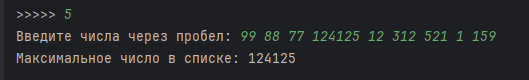 >>>>> 5
Введите числа через пробел: 99 88 77 124125 12 312 521 1 159
Максимальное число в списке: 124125